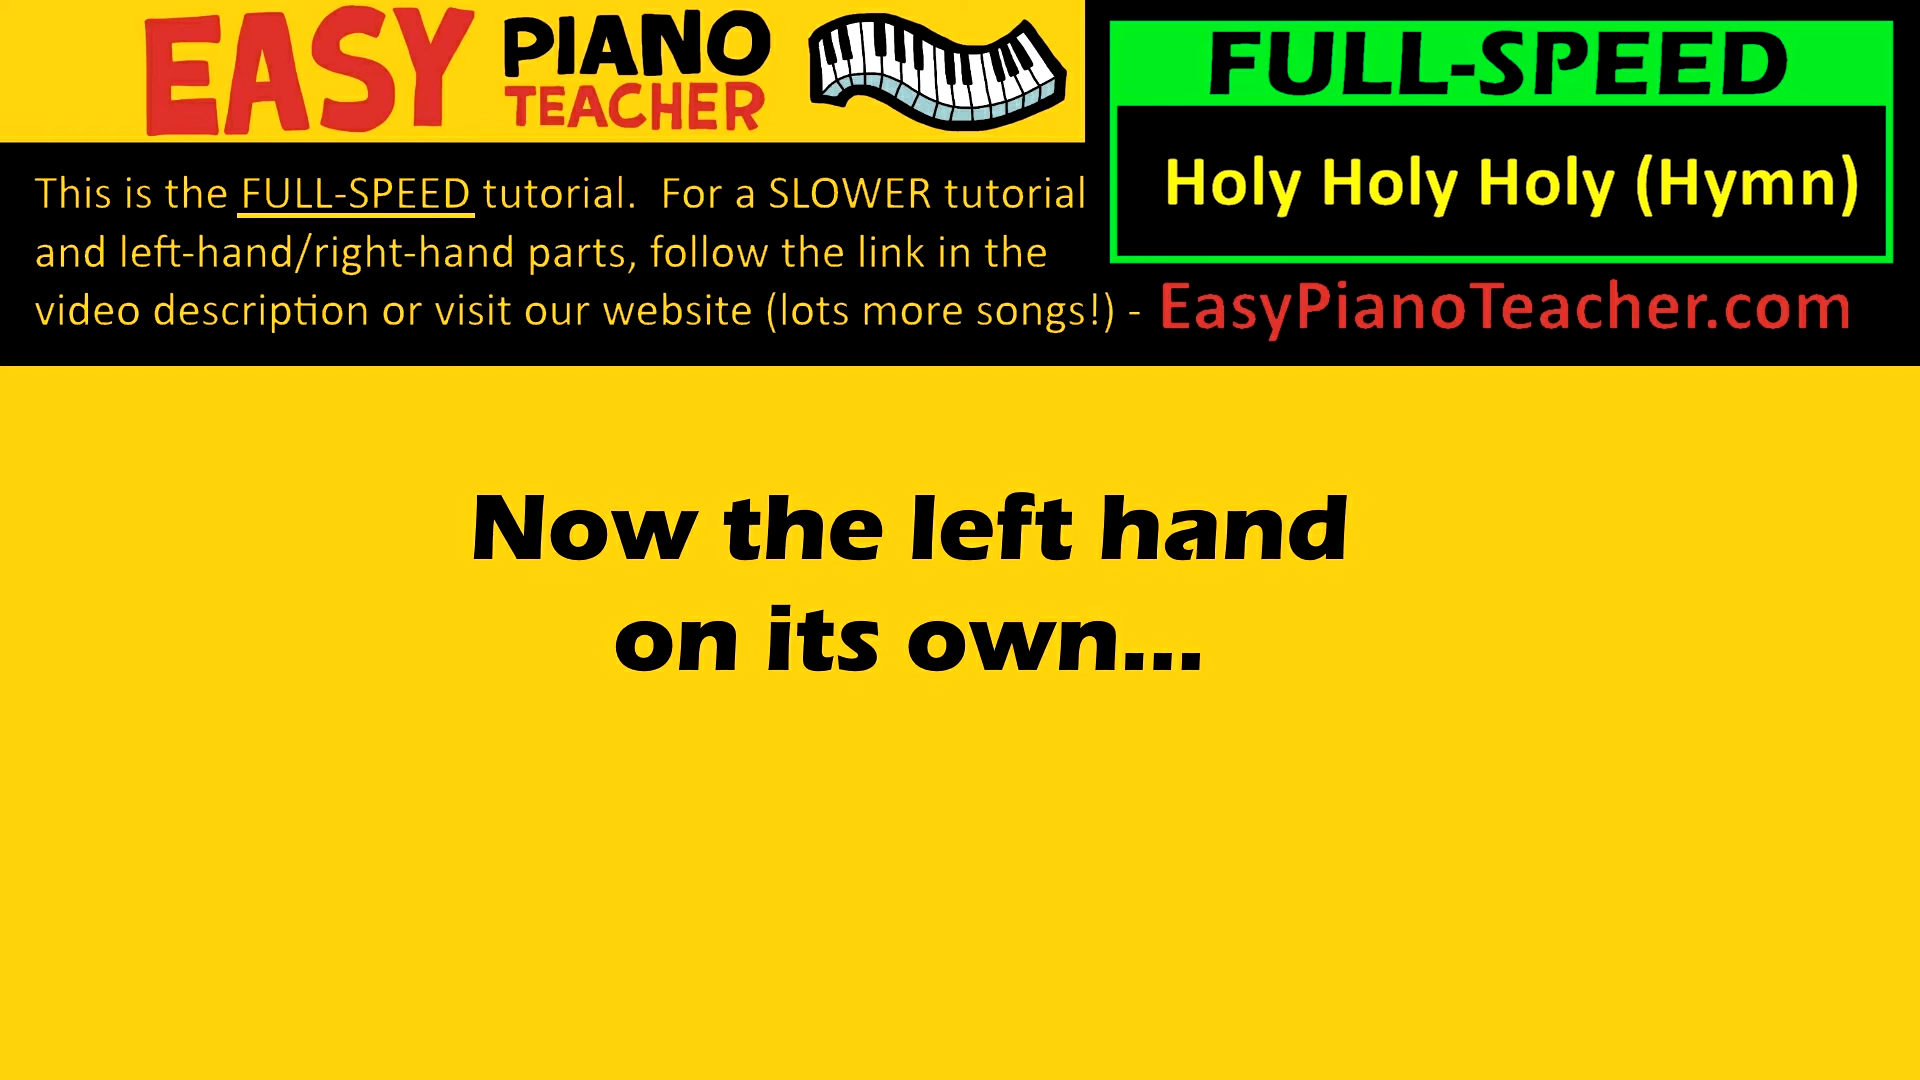 EASY PIANO TEACHER
FULL-SPEED
Holy Holy Holy (Hymn)
This is the FULL-SPEED tutorial. For a SLOWER tutorial
and left-hand/right-hand parts, follow the link in the
video description or visit our website (lots more songs!) - EasyPianoTeacher.com
Now the left hand
on its own...